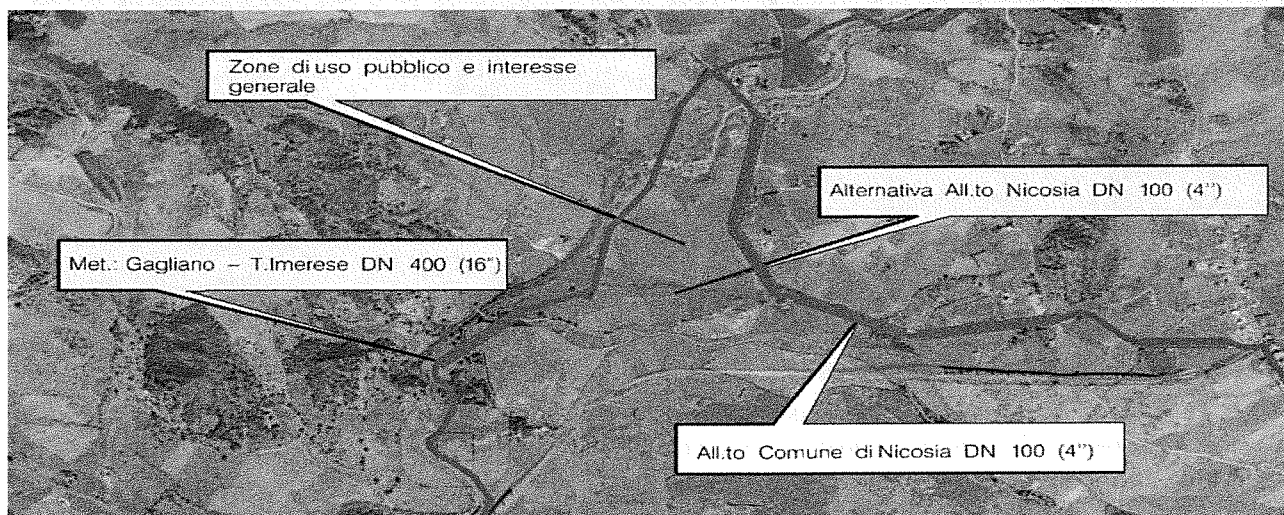 Zone di uso pubblico e interesse
generale
Alternativa All.to Nicosia DN 100 (4'')
Met.: Gagliano – T.Imerese DN 400 (16")
All.to Comune di Nicosia DN 100 (4'')